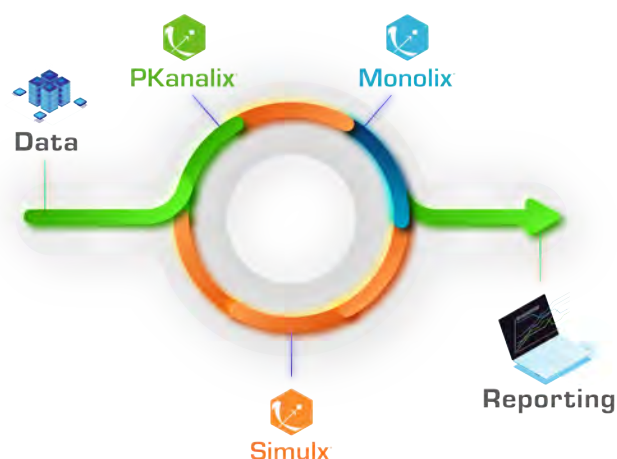 PKanalix
Monolix
Data
Reporting
Simulx